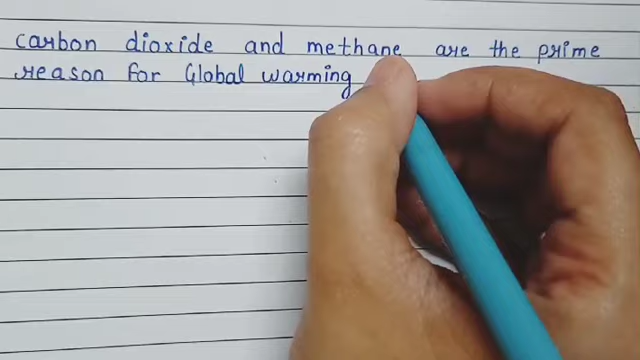 carbon dioxide and methane are the prime
reason for Global warming